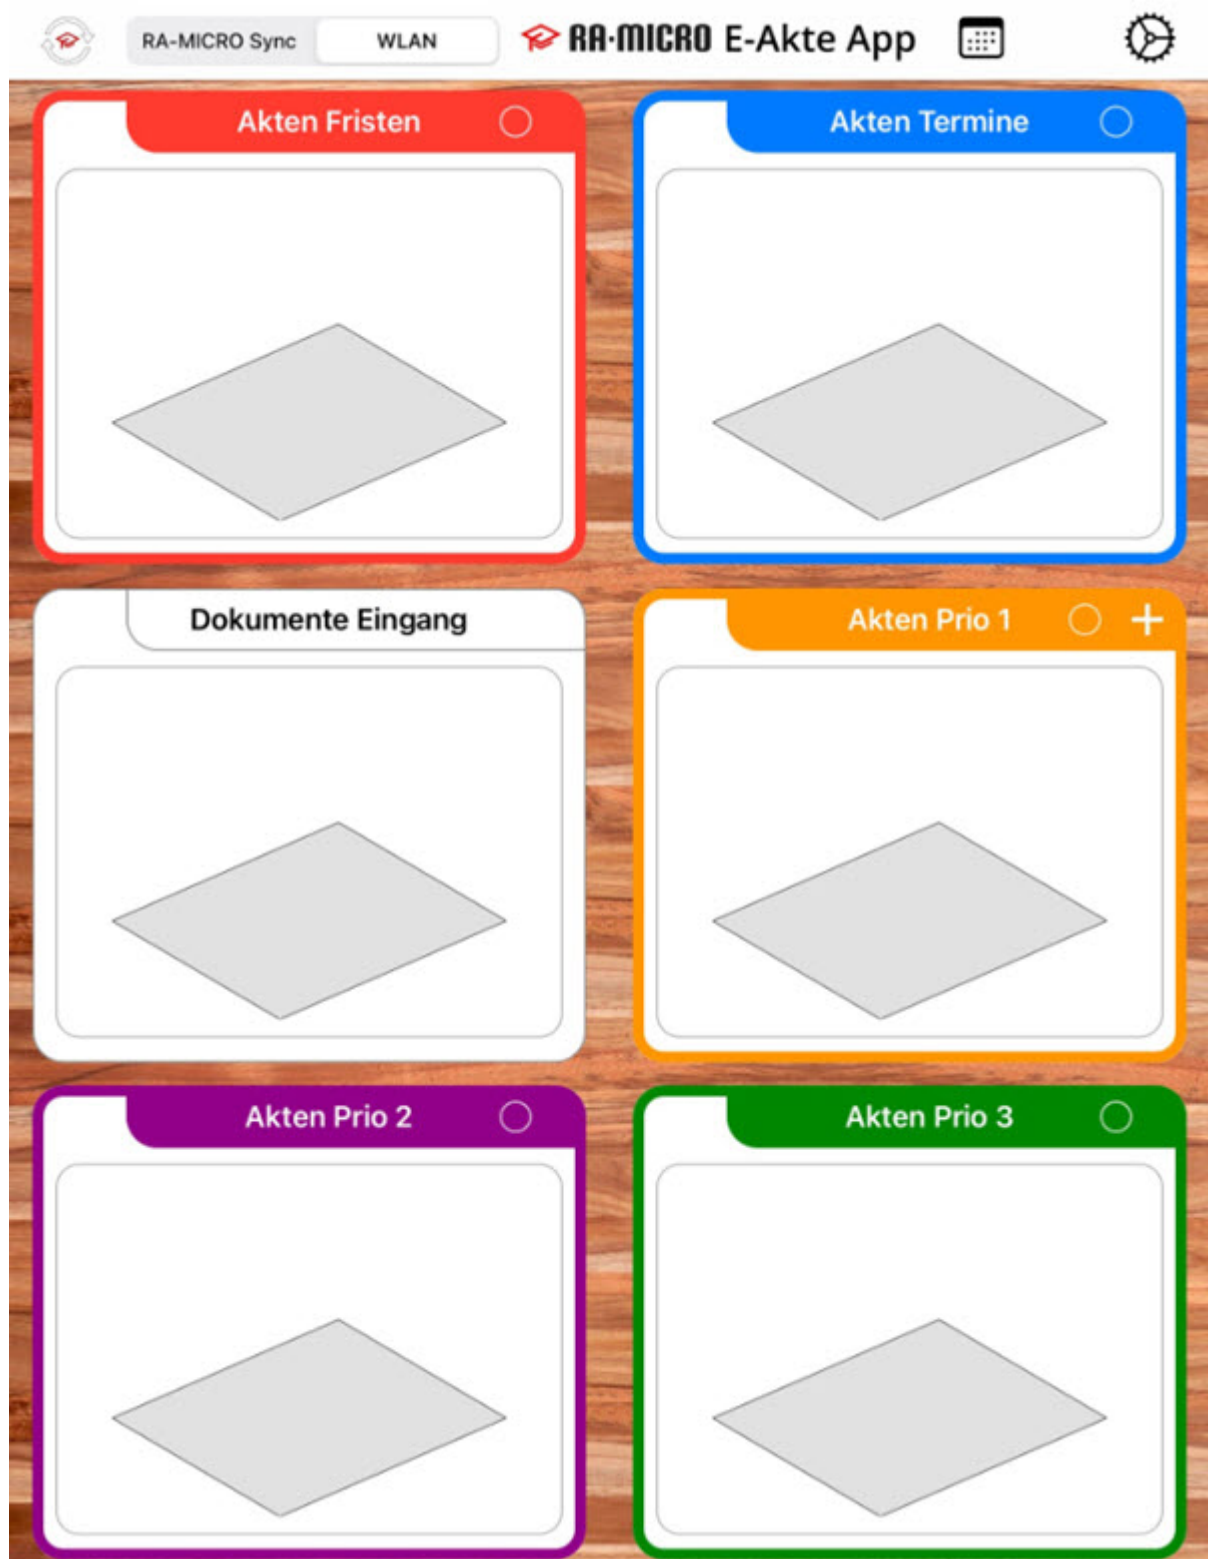 RA-MICRO Sync WLAN RA·MICRO E-Akte App
Akten Fristen
Akten Termine
Dokumente Eingang
Akten Prio 1
Akten Prio 2
Akten Prio 3